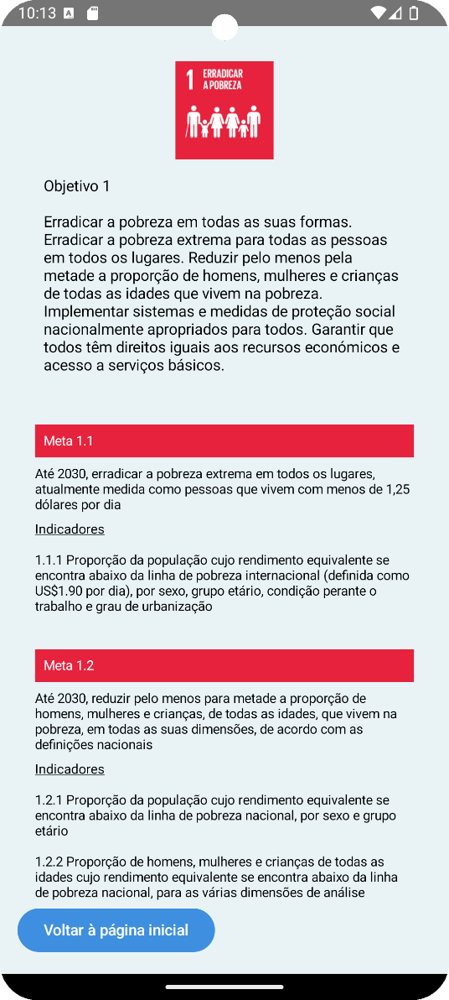 10:13
A
1 ERRADICAR
A POBREZA
Objetivo 1
Erradicar a pobreza em todas as suas formas.
Erradicar a pobreza extrema para todas as pessoas
em todos os lugares. Reduzir pelo menos pela
metade a proporção de homens, mulheres e crianças
de todas as idades que vivem na pobreza.
Implementar sistemas e medidas de proteção social
nacionalmente apropriados para todos. Garantir que
todos têm direitos iguais aos recursos económicos e
acesso a serviços básicos.
Meta 1.1
Até 2030, erradicar a pobreza extrema em todos os lugares,
atualmente medida como pessoas que vivem com menos de 1,25
dólares por dia
Indicadores
1.1.1 Proporção da população cujo rendimento equivalente se
encontra abaixo da linha de pobreza internacional (definida como
US$1.90 por dia), por sexo, grupo etário, condição perante o
trabalho e grau de urbanização
Meta 1.2
Até 2030, reduzir pelo menos para metade a proporção de
homens, mulheres e crianças, de todas as idades, que vivem na
pobreza, em todas as suas dimensões, de acordo com as
definições nacionais
Indicadores
1.2.1 Proporção da população cujo rendimento equivalente se
encontra abaixo da linha de pobreza nacional, por sexo e grupo
etário
1.2.2 Proporção de homens, mulheres e crianças de todas as
idades cujo rendimento equivalente se encontra abaixo da linha
de pobreza nacional, para as várias dimensões de análise
Voltar à página inicial